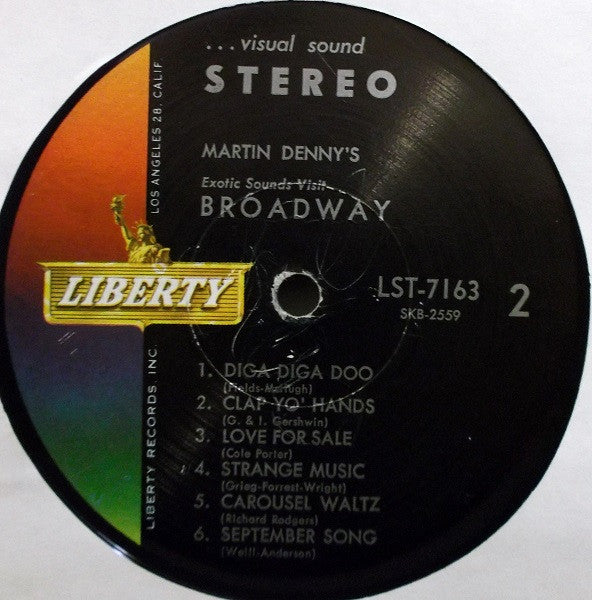 ...visual sound
STEREO
MARTIN DENNY'S
Exotic Sounds Visit
BROADWAY
LOS ANGELES 28, CALIF.
LIBERTY
LIBERTY RECORDS, INC.
LST-7163
SKB-2559
2
1. DIGA DIGA DOO
(Fields-McHugh)
2. CLAP YO' HANDS
(G. & I. Gershwin)
3. LOVE FOR SALE
(Cole Porter)
4. STRANGE MUSIC
(Grieg-Forrest-Wright)
5. CAROUSEL WALTZ
(Richard Rodgers)
6. SEPTEMBER SONG
(Weill-Anderson)